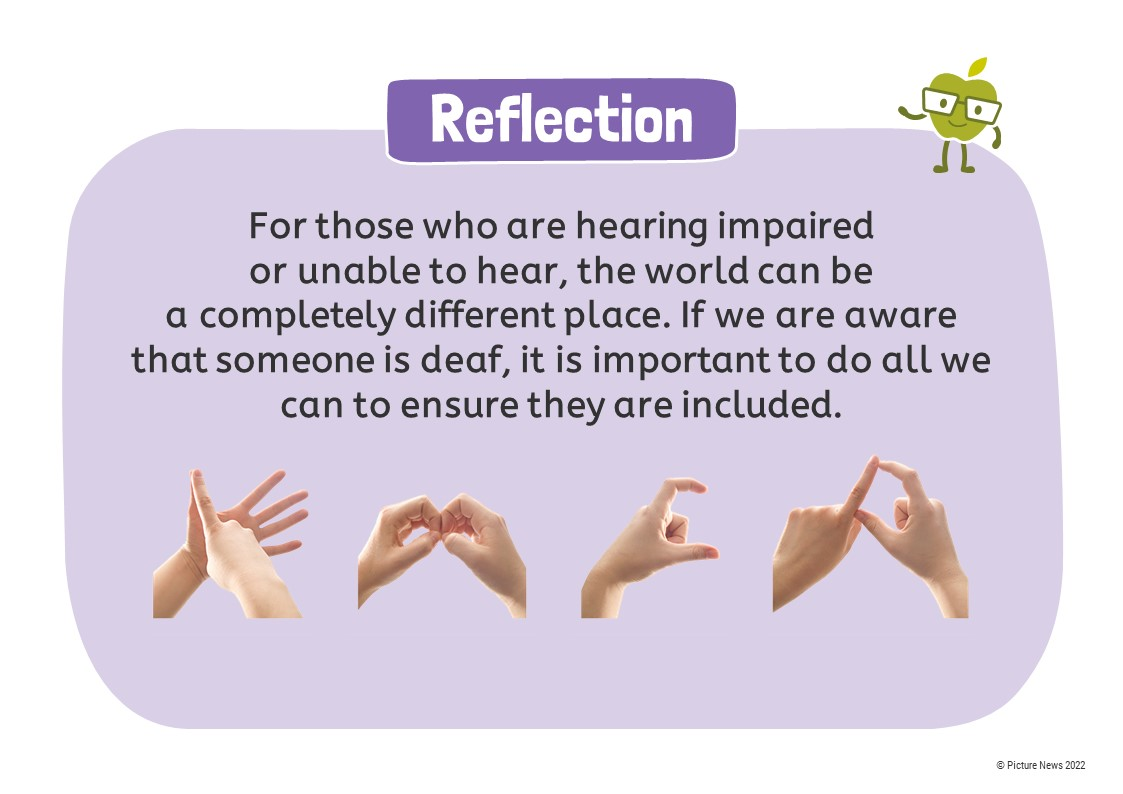 Reflection
For those who are hearing impaired
or unable to hear, the world can be
a completely different place. If we are aware
that someone is deaf, it is important to do all we
can to ensure they are included.
© Picture News 2022